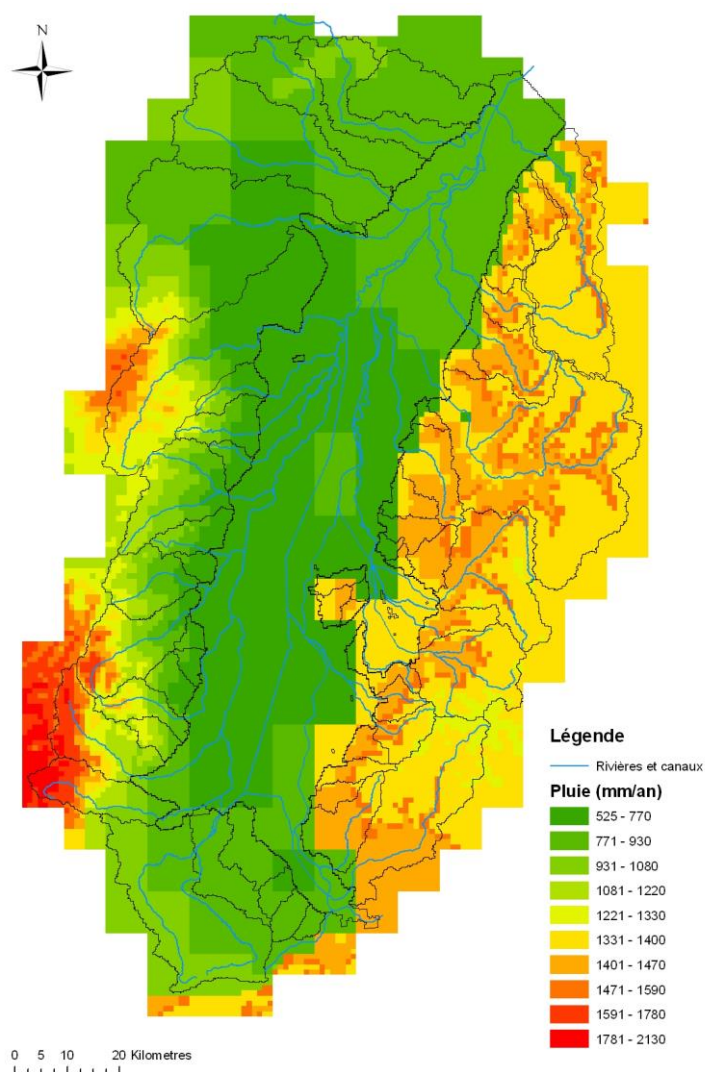 N
Légende
Rivières et canaux
Pluie (mm/an)
525 - 770
771 - 930
931 - 1080
1081 - 1220
1221 - 1330
1331 - 1400
1401 - 1470
1471 - 1590
1591 - 1780
1781 - 2130
0 5 10 20 Kilometres